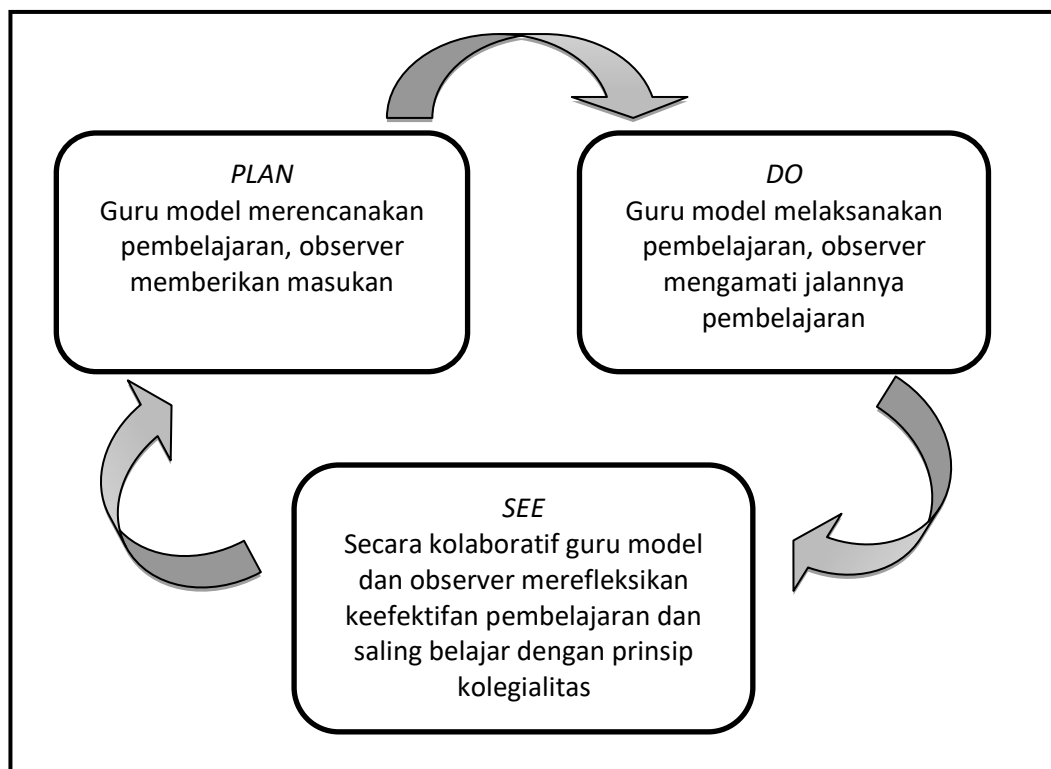 PLAN
Guru model merencanakan
pembelajaran, observer
memberikan masukan
DO
Guru model melaksanakan
pembelajaran, observer
mengamati jalannya
pembelajaran
SEE
Secara kolaboratif guru model
dan observer merefleksikan
keefektifan pembelajaran dan
saling belajar dengan prinsip
kolegialitas